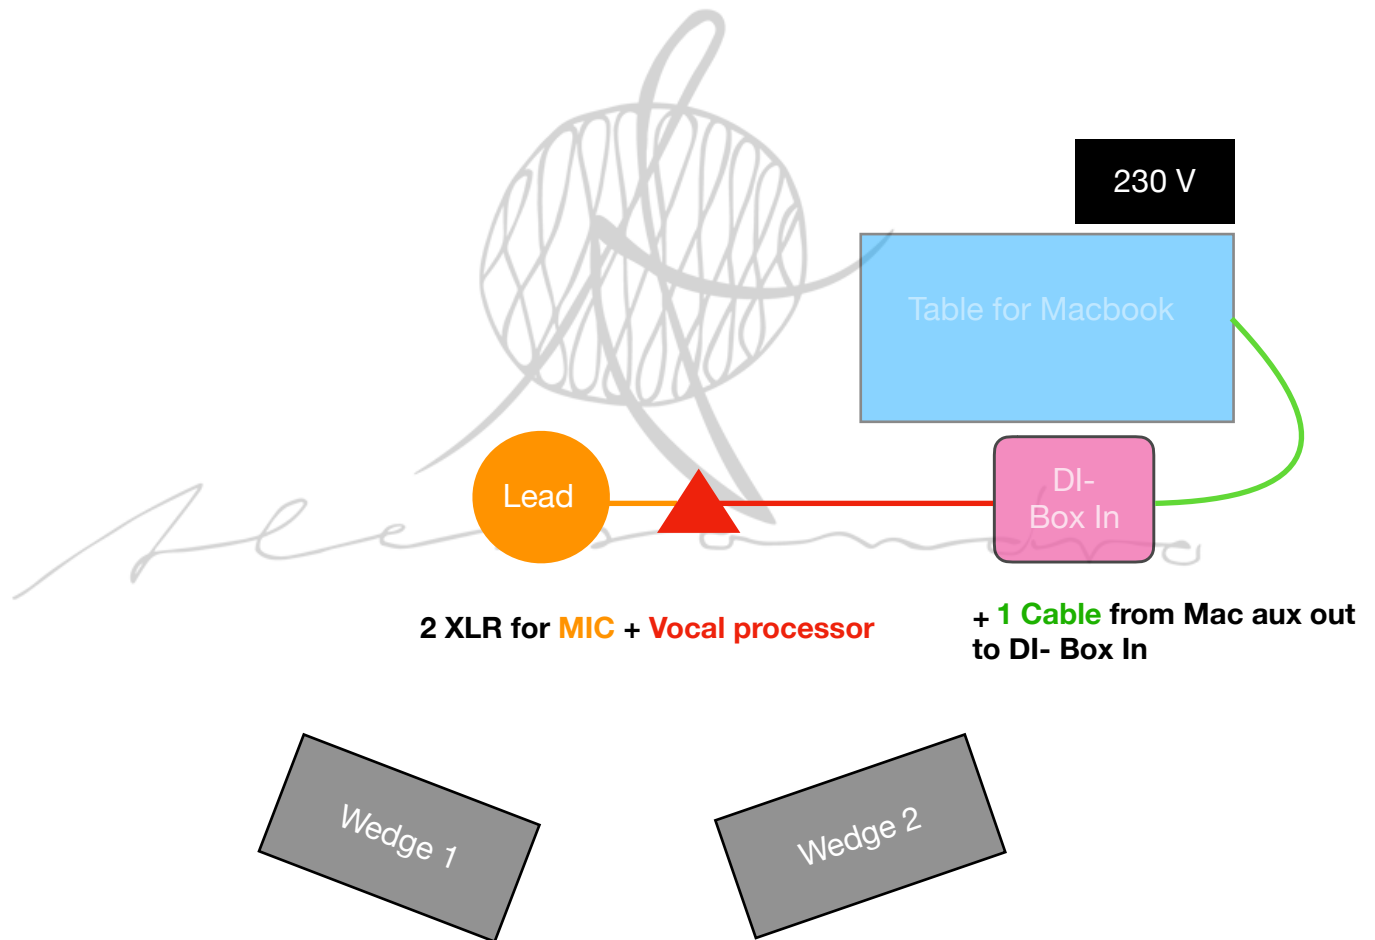 230 V
Table for Macbook
Lead
DI-
Box In
2 XLR for MIC + Vocal processor
+ 1 Cable from Mac aux out
to DI- Box In
Wedge 1
Wedge 2